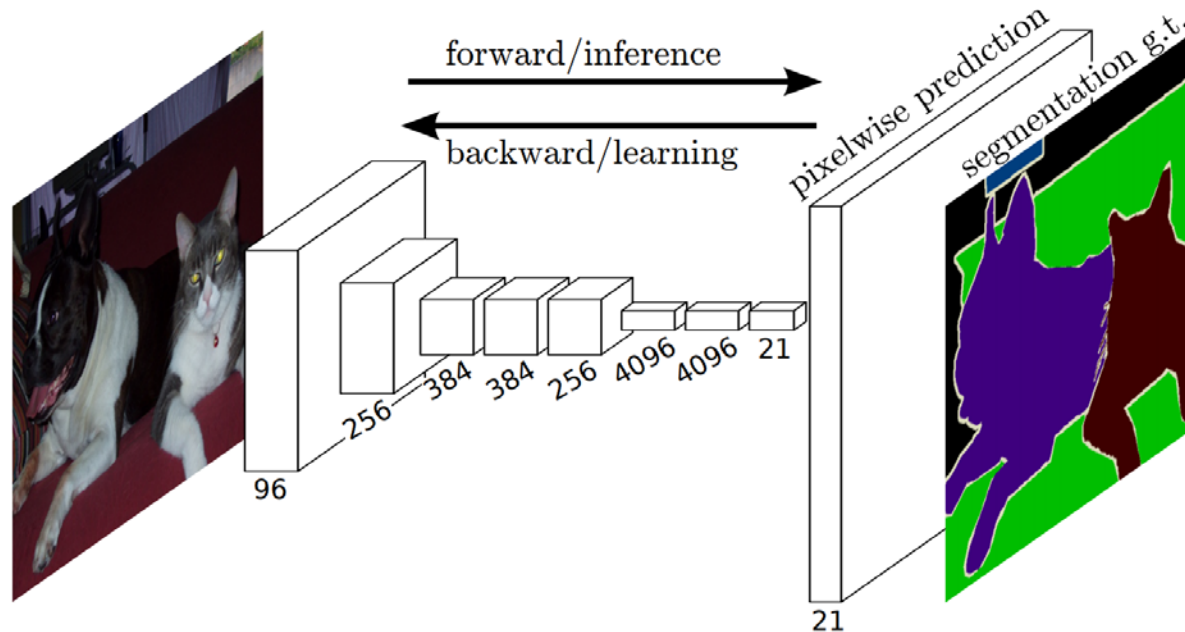 forward/inference
backward/learning
pixelwise prediction
segmentation g.t.
96
256
384
384
256
4096
4096
21
21